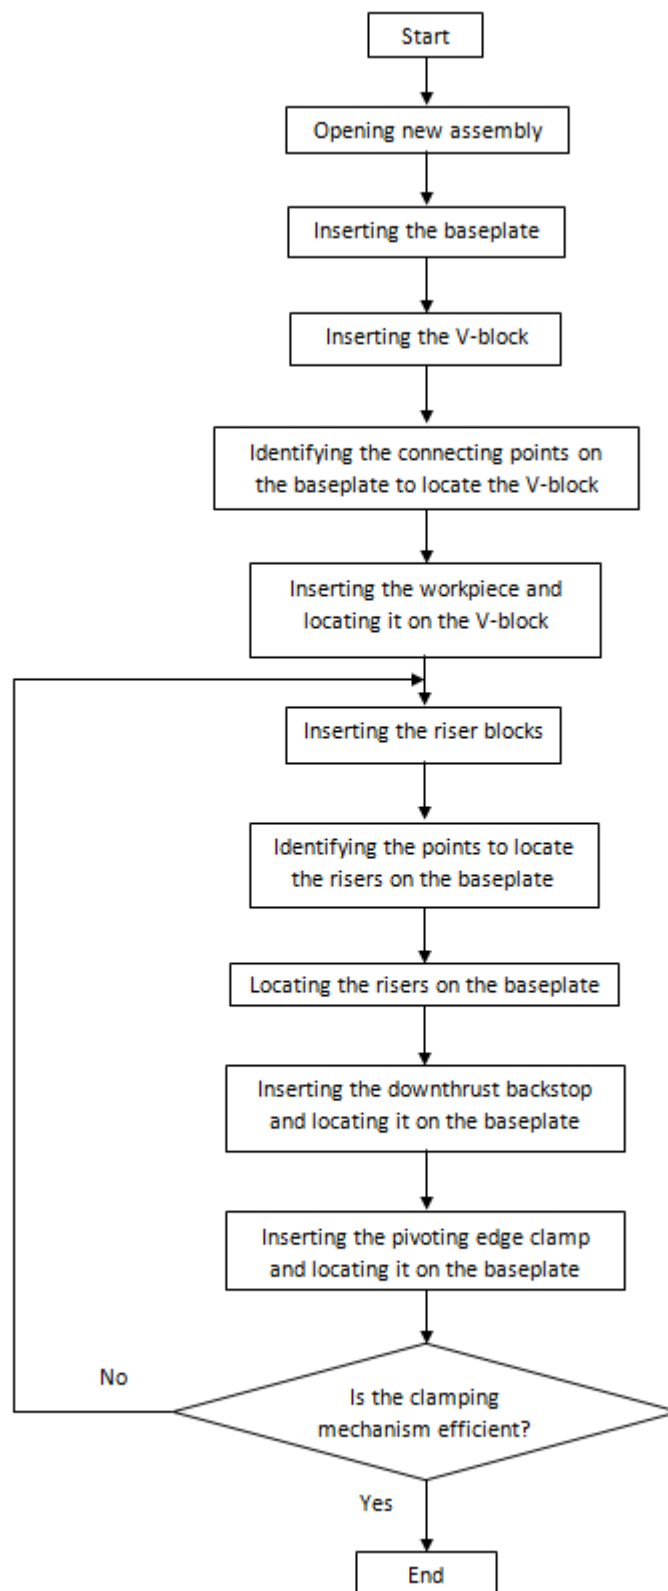 Start
Opening new assembly
Inserting the baseplate
Inserting the V-block
Identifying the connecting points on
the baseplate to locate the V-block
Inserting the workpiece and
locating it on the V-block
Inserting the riser blocks
Identifying the points to locate
the risers on the baseplate
Locating the risers on the baseplate
Inserting the downthrust backstop
and locating it on the baseplate
Inserting the pivoting edge clamp
and locating it on the baseplate
No
Is the clamping
mechanism efficient?
Yes
End